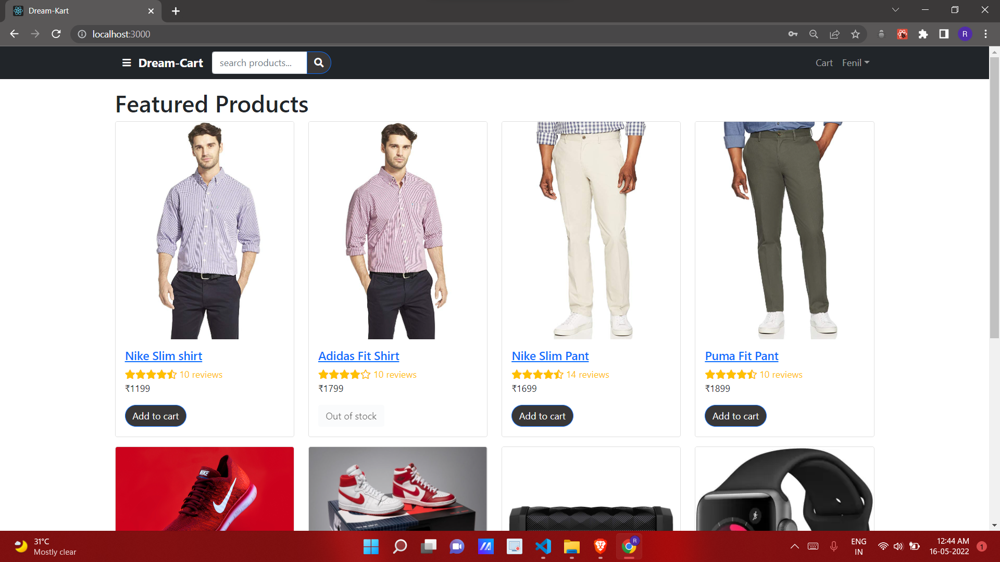 Dream-Kart
localhost:3000
R
Dream-Cart
search products...
Cart
Fenil
Featured Products
Nike Slim shirt
10 reviews
₹1199
Add to cart
Adidas Fit Shirt
10 reviews
₹1799
Out of stock
Nike Slim Pant
14 reviews
₹1699
Add to cart
Puma Fit Pant
10 reviews
₹1899
Add to cart
NIKE
31°C
Mostly clear
R
ENG
IN
12:44 AM
16-05-2022
1